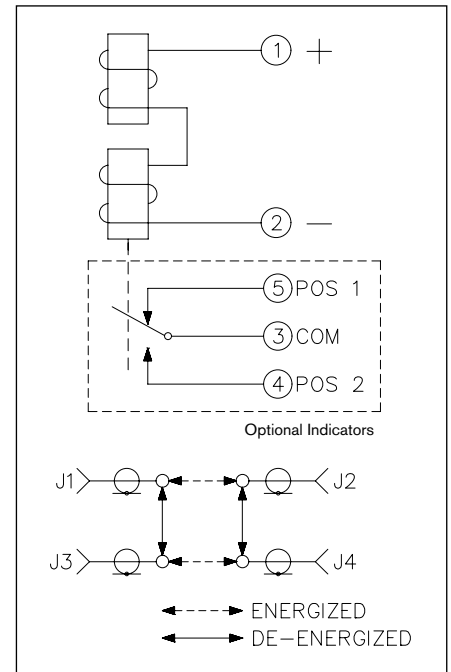 1 +
2 —
5 POS 1
3 COM
4 POS 2
Optional Indicators
J1 J2
J3 J4
ENERGIZED
DE-ENERGIZED